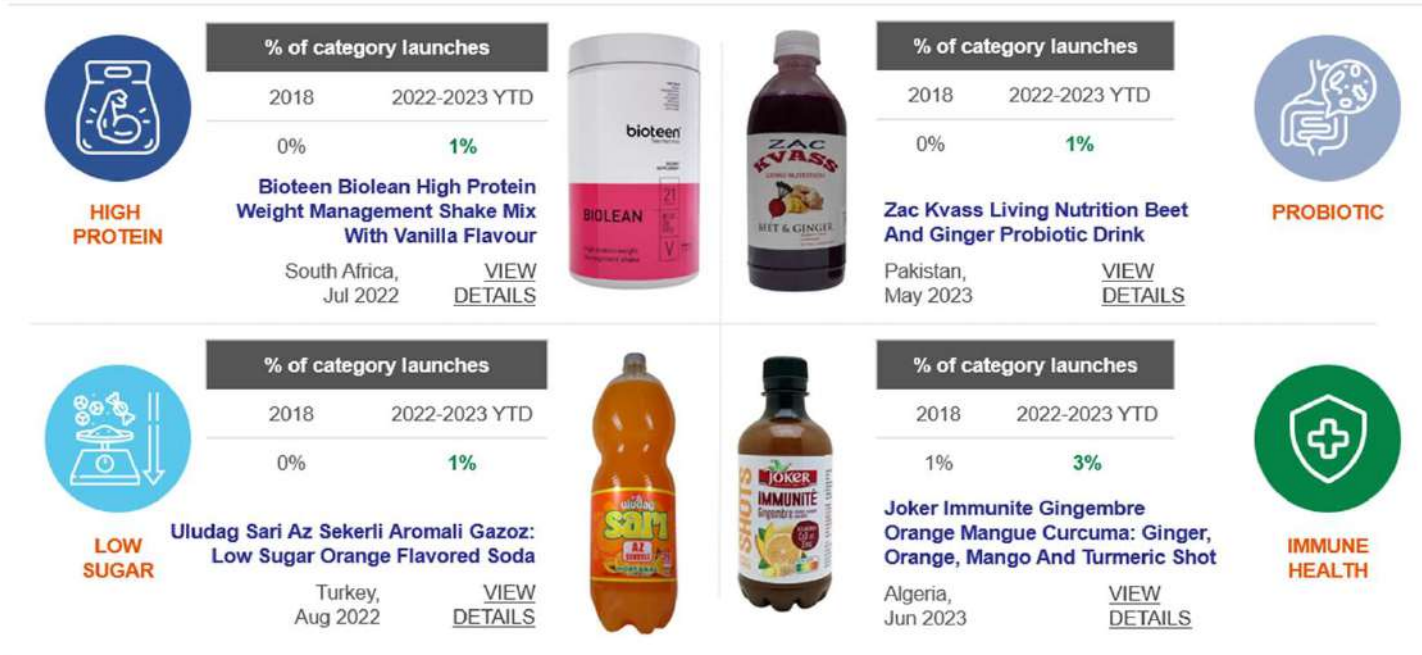 % of category launches
2018 2022-2023 YTD
0% 1%
Bioteen Biolean High Protein
Weight Management Shake Mix
With Vanilla Flavour
South Africa,
Jul 2022
VIEW
DETAILS
HIGH
PROTEIN
bioteen
21
BIOLEAN
V
% of category launches
2018 2022-2023 YTD
0% 1%
Zac Kvass Living Nutrition Beet
And Ginger Probiotic Drink
Pakistan,
May 2023
VIEW
DETAILS
PROBIOTIC
ZAC
KVASS
LIVING NUTRITION
BEET & GINGER
% of category launches
2018 2022-2023 YTD
0% 1%
Uludag Sari Az Sekerli Aromali Gazoz:
Low Sugar Orange Flavored Soda
Turkey,
Aug 2022
VIEW
DETAILS
LOW
SUGAR
uludag
sarı
AZ
% of category launches
2018 2022-2023 YTD
1% 3%
Joker Immunite Gingembre
Orange Mangue Curcuma: Ginger,
Orange, Mango And Turmeric Shot
Algeria,
Jun 2023
VIEW
DETAILS
IMMUNE
HEALTH
SHOTS
JOKER
IMMUNITÉ
Gingembre